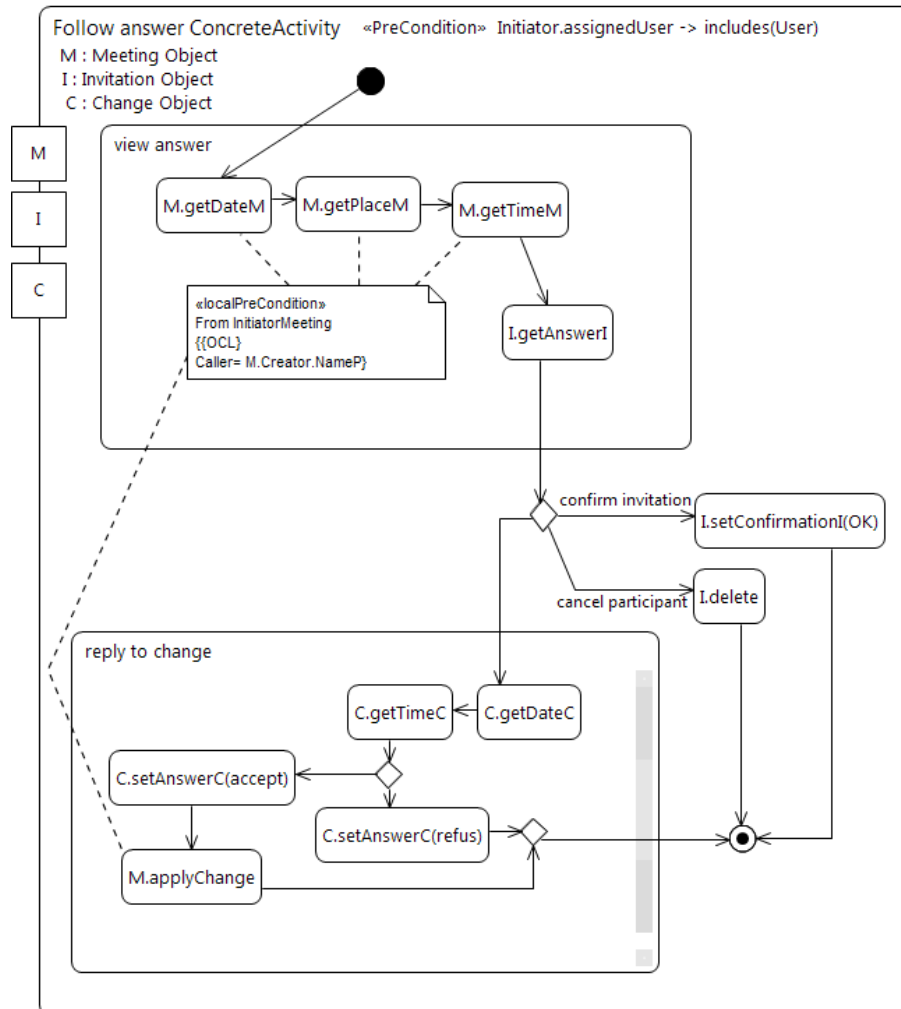 Follow answer ConcreteActivity «PreCondition» Initiator.assignedUser -> includes(User)
M : Meeting Object
I : Invitation Object
C : Change Object
M
I
C
view answer
M.getDateM
M.getPlaceM
M.getTimeM
«localPreCondition»
From InitiatorMeeting
{{OCL}
Caller= M.Creator.NameP}
I.getAnswerI
confirm invitation
I.setConfirmationI(OK)
cancel participant
I.delete
reply to change
C.getTimeC
C.getDateC
C.setAnswerC(accept)
C.setAnswerC(refus)
M.applyChange